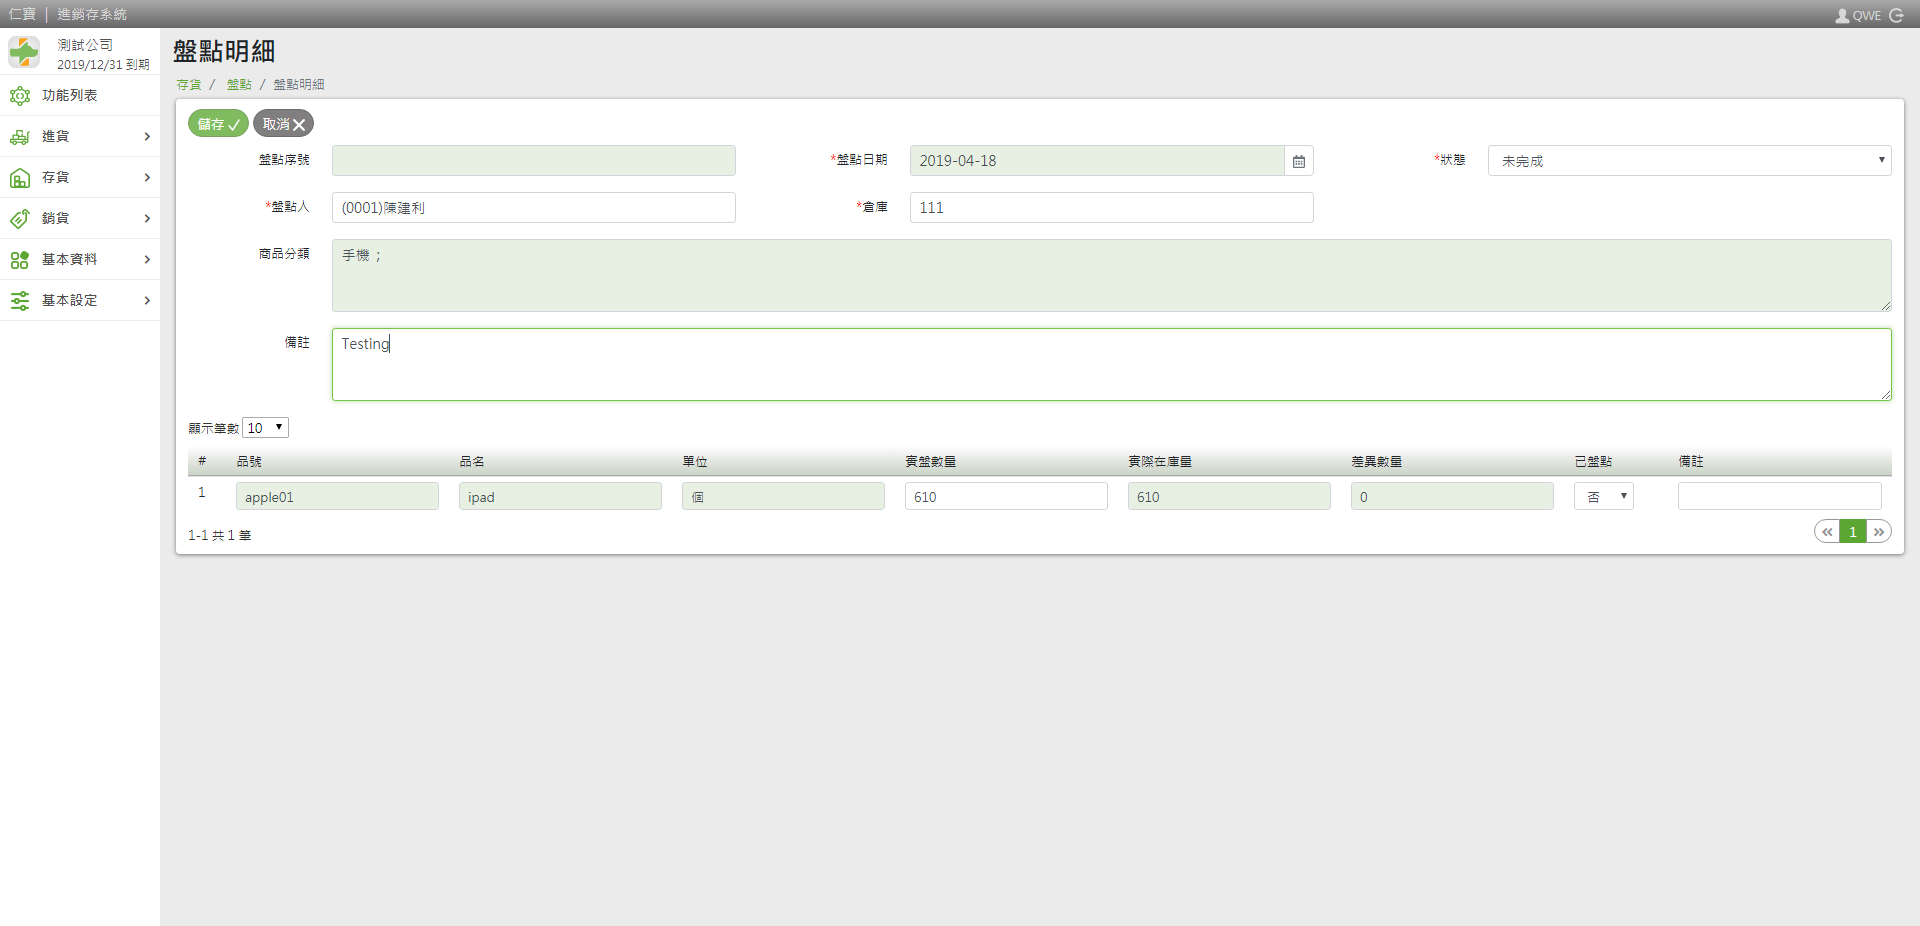 仁寶 | 進銷存系統
QWE
測試公司
2019/12/31 到期
功能列表
進貨
存貨
銷貨
基本資料
基本設定
盤點明細
存貨 / 盤點 / 盤點明細
儲存 取消
盤點序號
*盤點日期 2019-04-18
*狀態 未完成
*盤點人 (0001)陳建利
*倉庫 111
商品分類 手機 ;
備註 Testing
顯示筆數 10
# 品號 品名 單位 實盤數量 實際在庫量 差異數量 已盤點 備註
1 apple01 ipad 個 610 610 0 否
1-1 共 1 筆
« 1 »